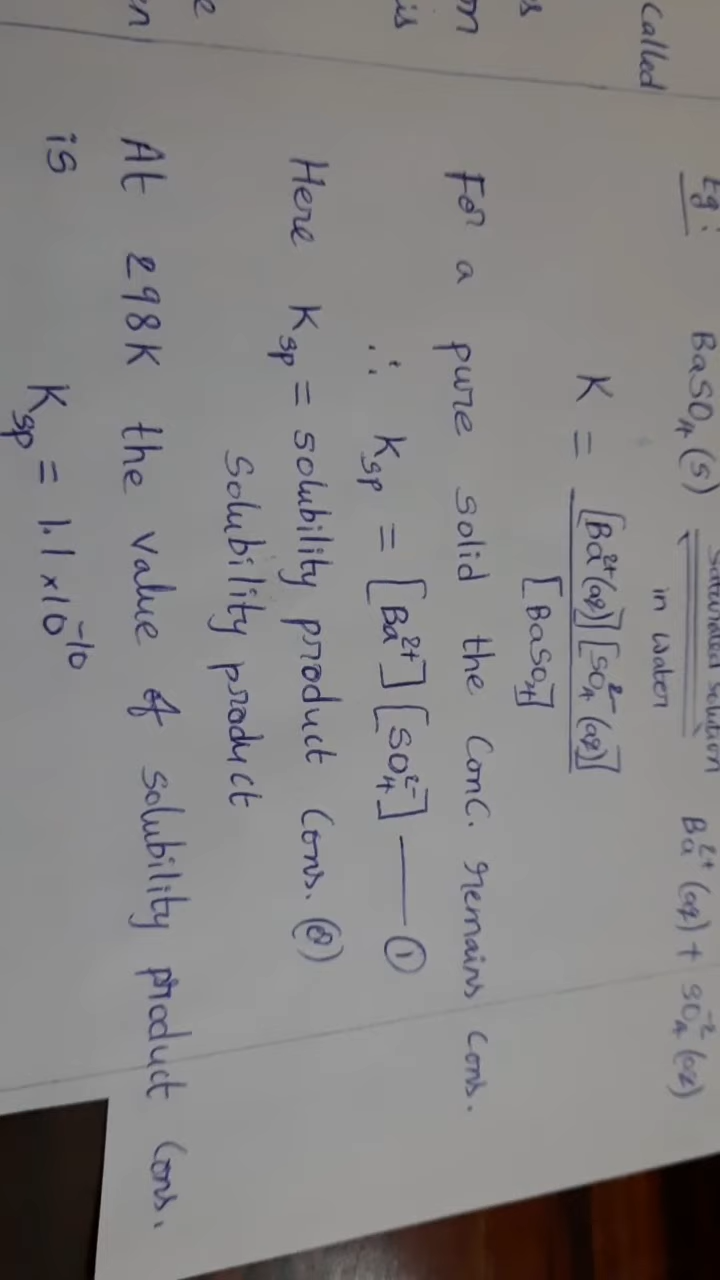 Called
Eg: BaSO₄(s) ⇌ Ba²⁺(aq) + SO₄⁻²(aq)
Saturated solution
in water
K = [Ba²⁺(aq)][SO₄²⁻(aq)]
[BaSO₄]
For a pure solid the conc. remains cons.
∴ Ksp = [Ba²⁺][SO₄²⁻] — ①
Here Ksp = solubility product cons. (or)
Solubility product
At 298K the value of solubility product cons.
is
Ksp = 1.1 × 10⁻¹⁰